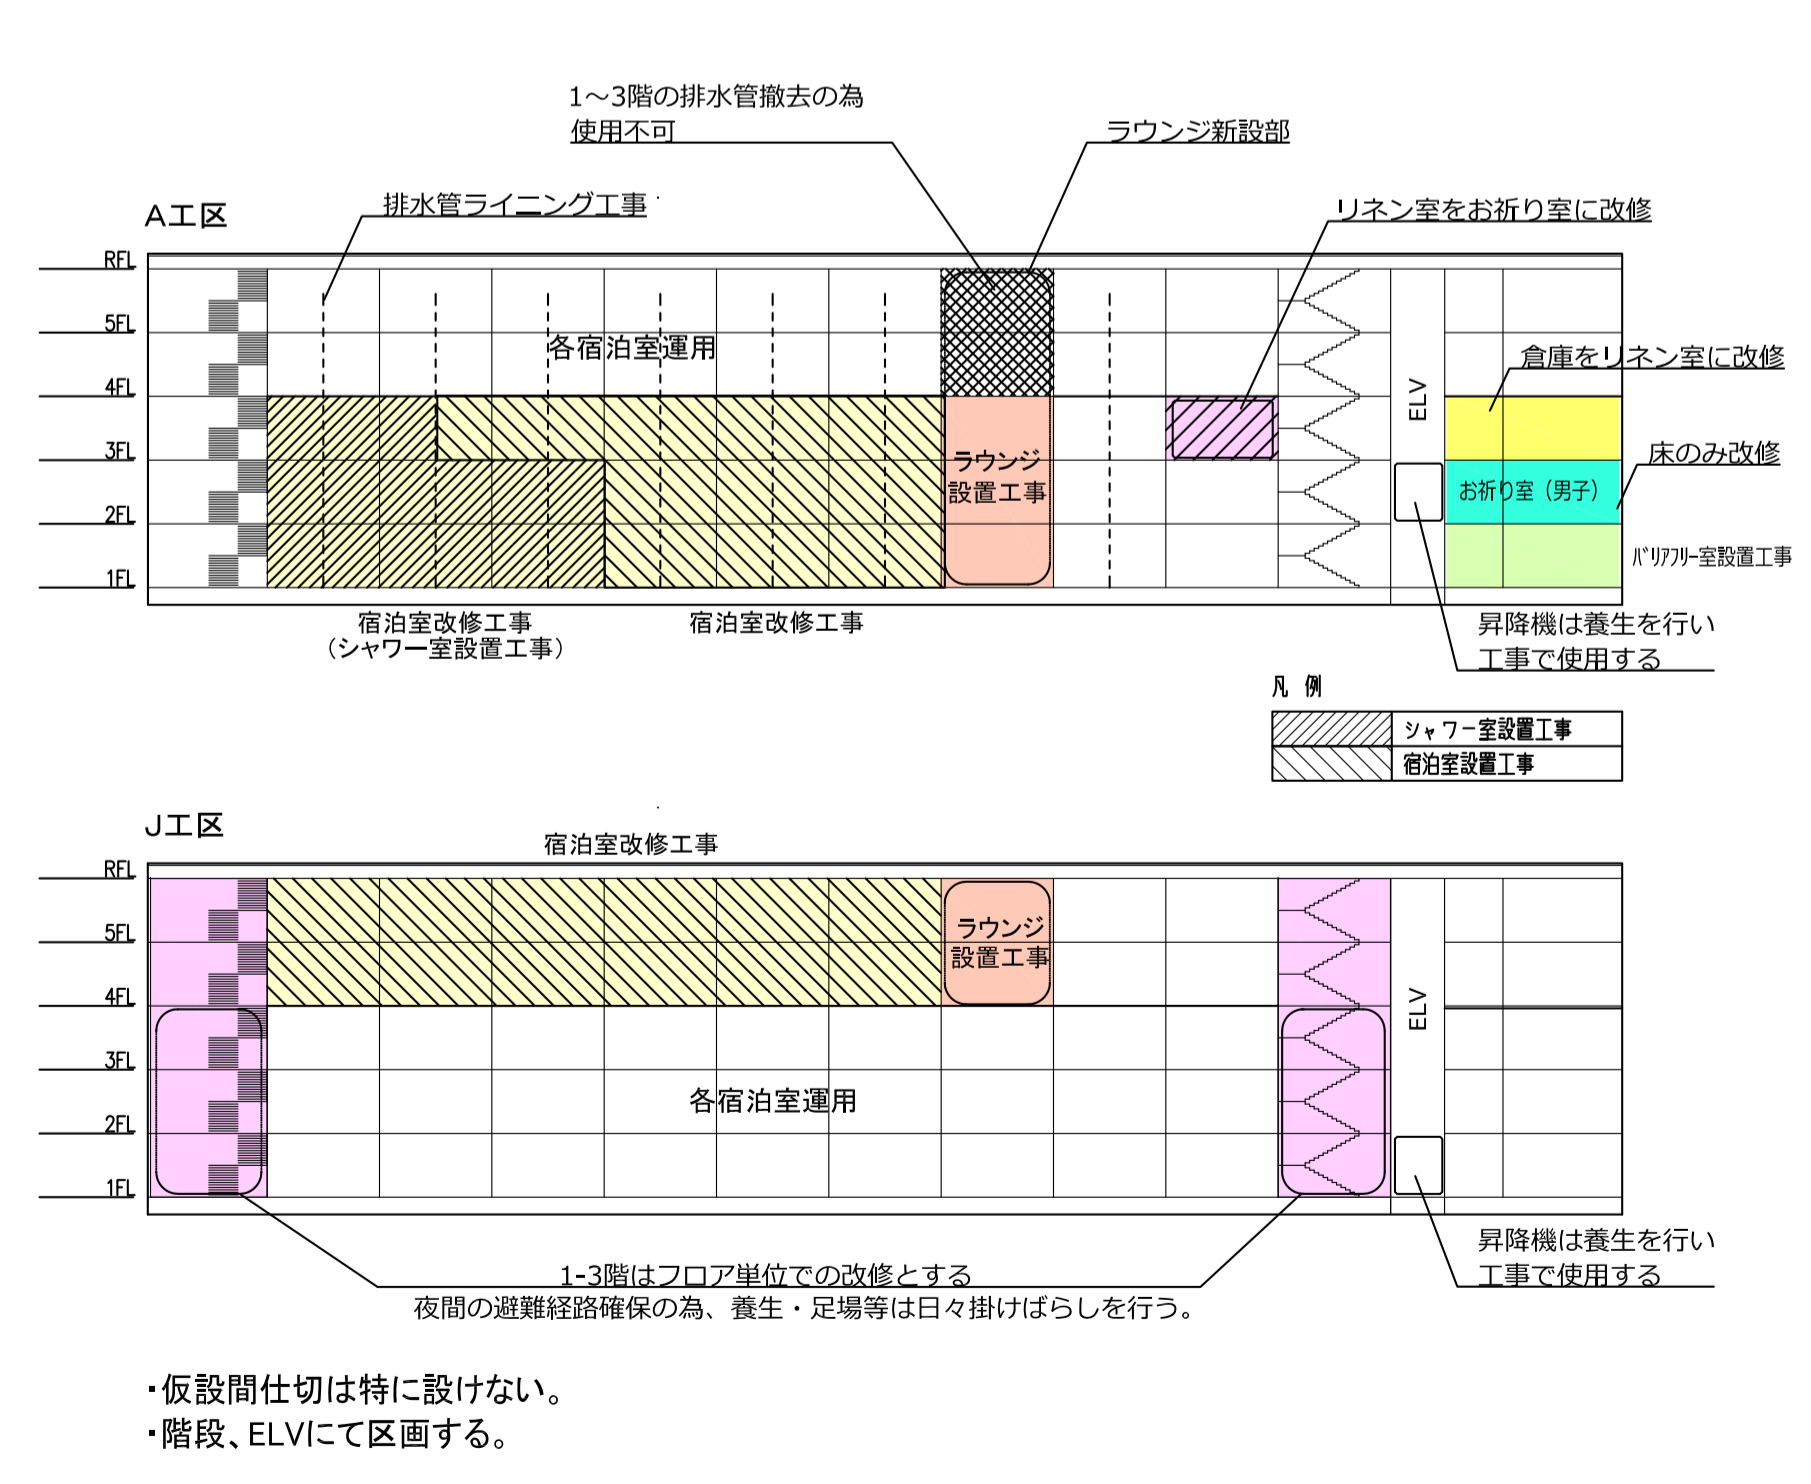 1～3階の排水管撤去の為
使用不可
ラウンジ新設部
排水管ライニング工事
リネン室をお祈り室に改修
A工区
RFL
5FL
各宿泊室運用
倉庫をリネン室に改修
4FL
ELV
床のみ改修
3FL
ラウンジ
設置工事
お祈り室（男子）
2FL
ﾊﾞﾘｱﾌﾘｰ室設置工事
1FL
宿泊室改修工事
（シャワー室設置工事）
宿泊室改修工事
昇降機は養生を行い
工事で使用する
凡 例
シャワー室設置工事
宿泊室設置工事
J工区
宿泊室改修工事
RFL
5FL
ラウンジ
設置工事
4FL
ELV
3FL
各宿泊室運用
2FL
1FL
昇降機は養生を行い
工事で使用する
1-3階はフロア単位での改修とする
夜間の避難経路確保の為、養生・足場等は日々掛けばらしを行う。
・仮設間仕切は特に設けない。
・階段、ELVにて区画する。